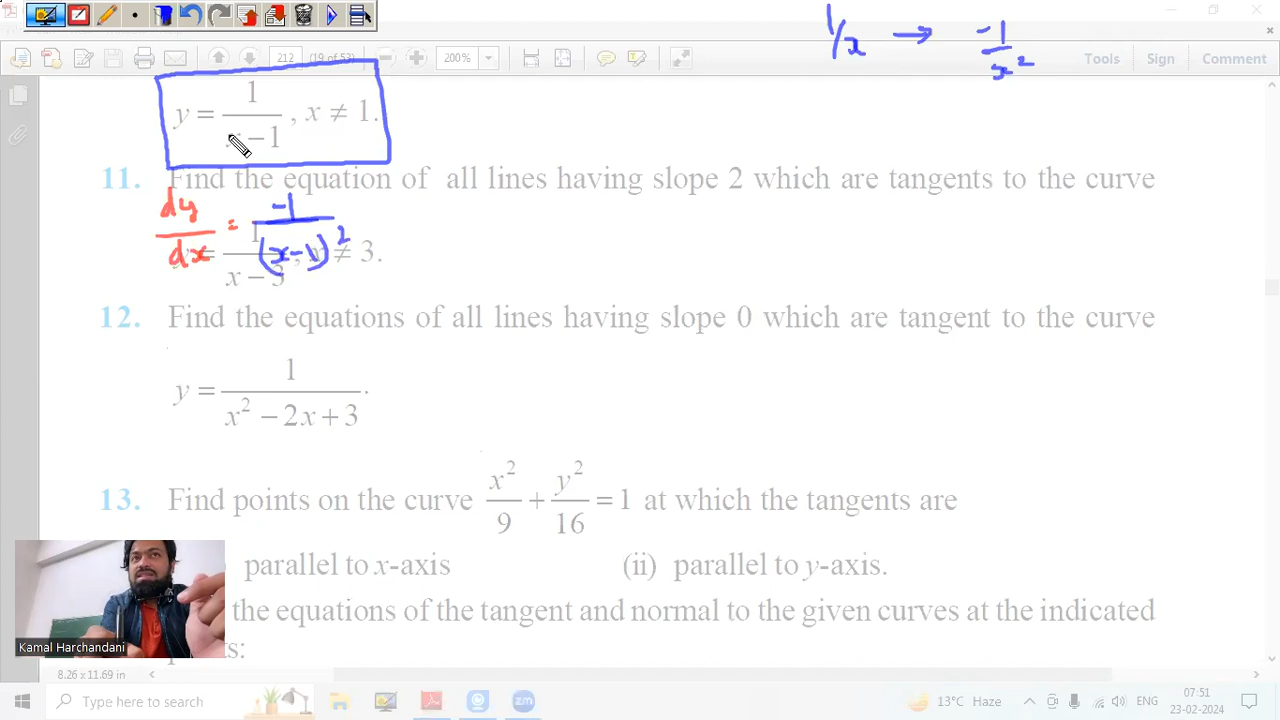 1/x → -1/x²
212 (19 of 53) 200% Tools Sign Comment
y = 1/(x−1), x ≠ 1.
11. Find the equation of all lines having slope 2 which are tangents to the curve
dy/dx = -1/(x-1)²
y = 1/(x−3), x ≠ 3.
12. Find the equations of all lines having slope 0 which are tangent to the curve
y = 1/(x² − 2x + 3).
13. Find points on the curve x²/9 + y²/16 = 1 at which the tangents are
parallel to x-axis (ii) parallel to y-axis.
the equations of the tangent and normal to the given curves at the indicated
Kamal Harchandani
8.26 x 11.69 in
Type here to search
zm
13°C Haze
ENG
07:51
23-02-2024